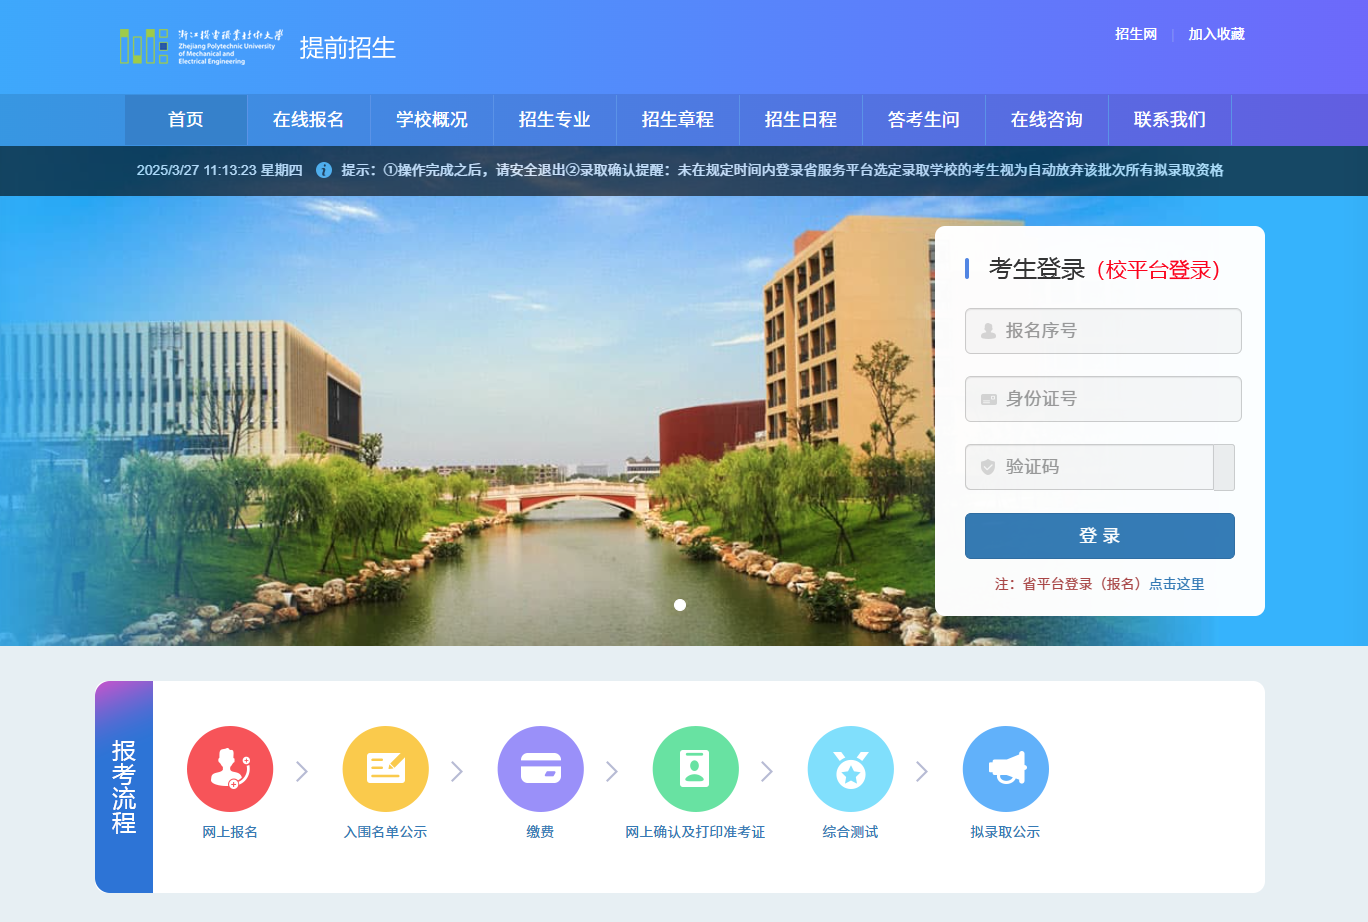 浙江机电职业技术大学
Zhejiang Polytechnic University
of Mechanical and
Electrical Engineering
提前招生
招生网 | 加入收藏
首页 在线报名 学校概况 招生专业 招生章程 招生日程 答考生问 在线咨询 联系我们
2025/3/27 11:13:23 星期四 提示：①操作完成之后，请安全退出②录取确认提醒：未在规定时间内登录省服务平台选定录取学校的考生视为自动放弃该批次所有拟录取资格
考生登录（校平台登录）
报名序号
身份证号
验证码
登 录
注：省平台登录（报名）点击这里
报考流程
网上报名 入围名单公示 缴费 网上确认及打印准考证 综合测试 拟录取公示